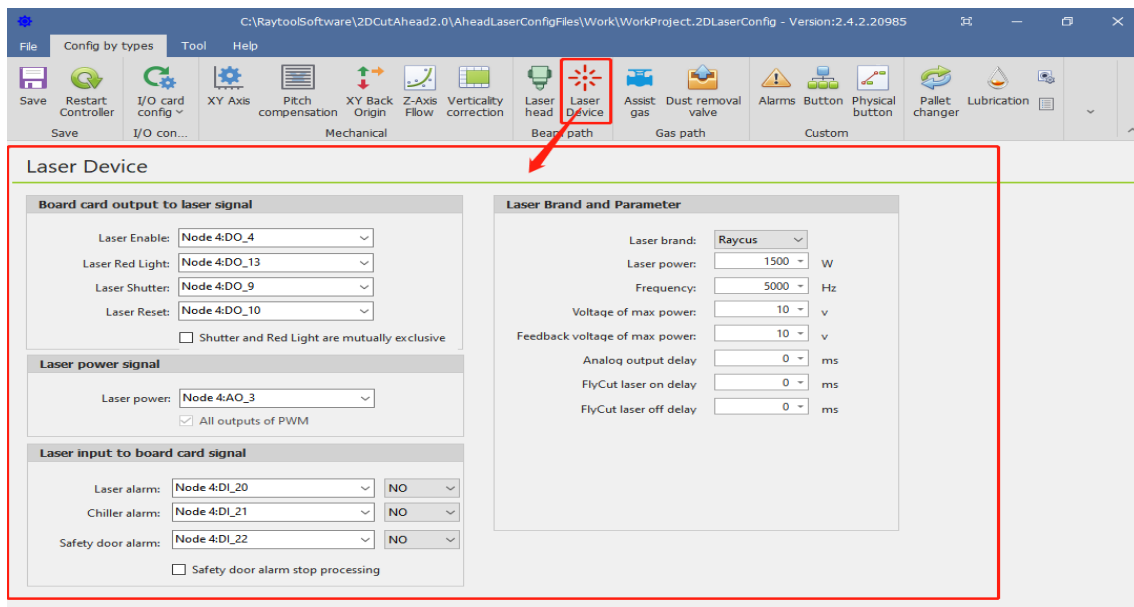 C:\RaytoolSoftware\2DCutAhead2.0\AheadLaserConfigFiles\Work\WorkProject.2DLaserConfig - Version:2.4.2.20985
File Config by types Tool Help
Save Restart Controller I/O card config XY Axis Pitch compensation XY Back Origin Z-Axis Fllow Verticality correction Laser head Laser Device Assist gas Dust removal valve Alarms Button Physical button Pallet changer Lubrication
Save I/O con... Mechanical Beam path Gas path Custom
Laser Device
Board card output to laser signal
Laser Enable: Node 4:DO_4
Laser Red Light: Node 4:DO_13
Laser Shutter: Node 4:DO_9
Laser Reset: Node 4:DO_10
Shutter and Red Light are mutually exclusive
Laser power signal
Laser power: Node 4:AO_3
All outputs of PWM
Laser input to board card signal
Laser alarm: Node 4:DI_20 NO
Chiller alarm: Node 4:DI_21 NO
Safety door alarm: Node 4:DI_22 NO
Safety door alarm stop processing
Laser Brand and Parameter
Laser brand: Raycus
Laser power: 1500 W
Frequency: 5000 Hz
Voltage of max power: 10 v
Feedback voltage of max power: 10 v
Analog output delay 0 ms
FlyCut laser on delay 0 ms
FlyCut laser off delay 0 ms